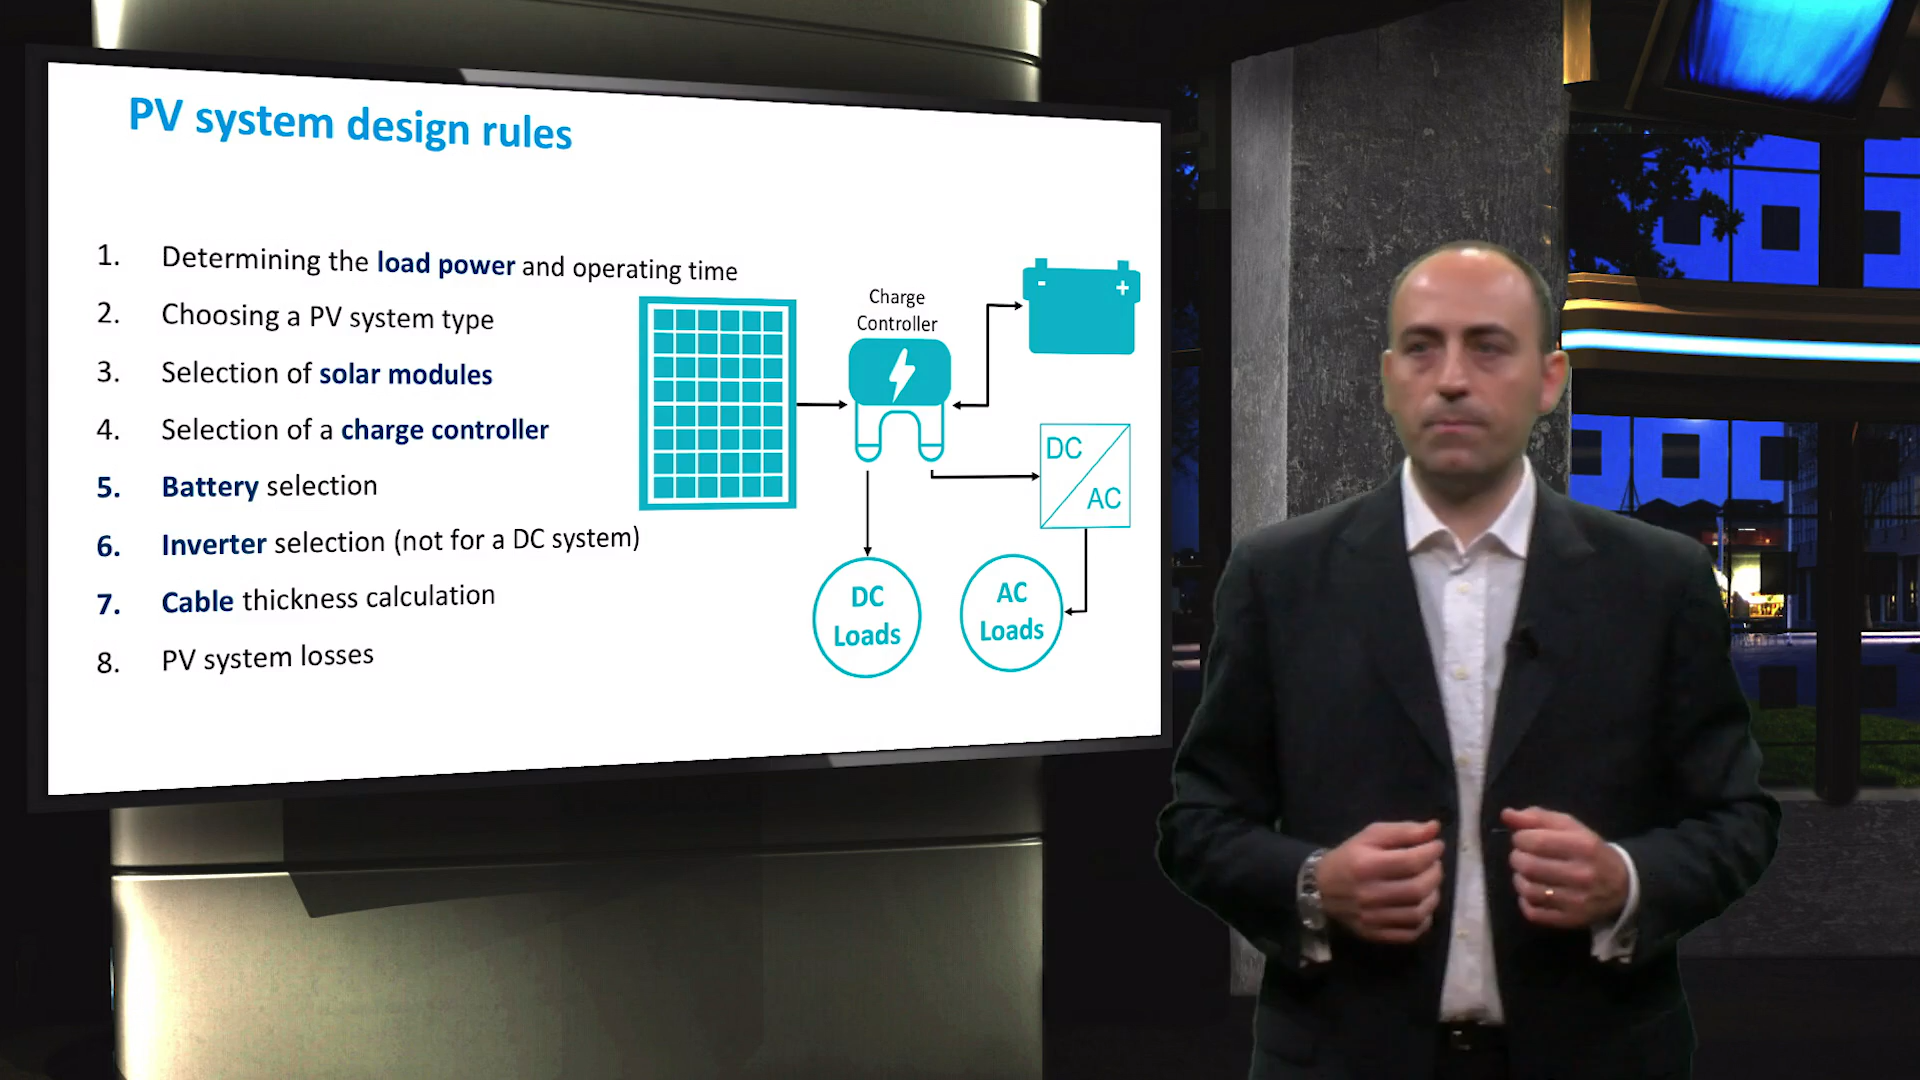 PV system design rules
1. Determining the load power and operating time
2. Choosing a PV system type
3. Selection of solar modules
4. Selection of a charge controller
5. Battery selection
6. Inverter selection (not for a DC system)
7. Cable thickness calculation
8. PV system losses
Charge
Controller
- +
DC
AC
DC
Loads
AC
Loads